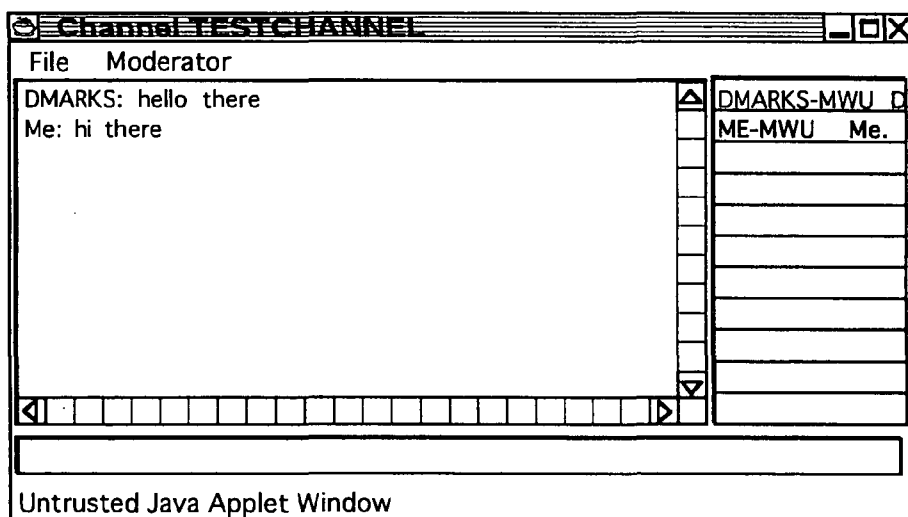 Channel TESTCHANNEL
File Moderator
DMARKS: hello there
Me: hi there
DMARKS-MWU D
ME-MWU Me.
Untrusted Java Applet Window